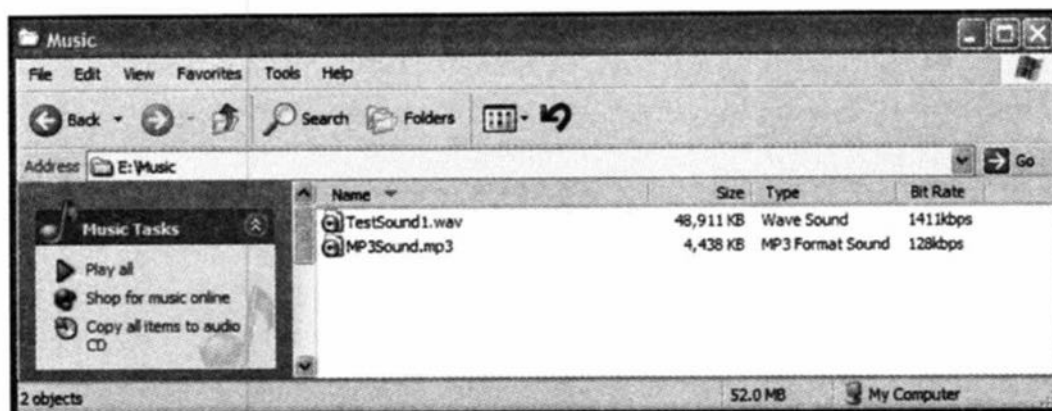 Music
File Edit View Favorites Tools Help
Back Search Folders
Address E:\Music Go
Name Size Type Bit Rate
TestSound1.wav 48,911 KB Wave Sound 1411kbps
MP3Sound.mp3 4,438 KB MP3 Format Sound 128kbps
Music Tasks
Play all
Shop for music online
Copy all items to audio
CD
2 objects 52.0 MB My Computer